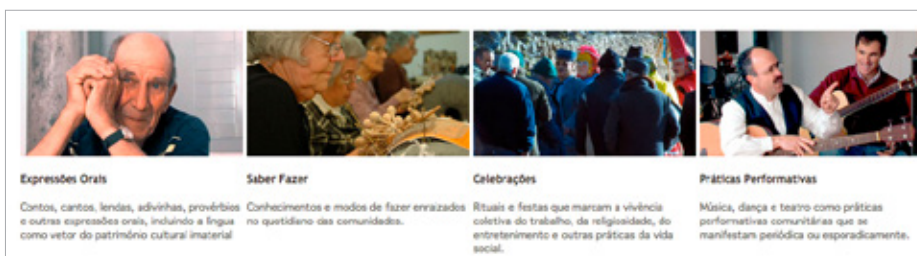 Expressões Orais
Contos, cantos, lendas, adivinhas, provérbios
e outras expressões orais, incluindo a língua
como vetor do património cultural imaterial
Saber Fazer
Conhecimentos e modos de fazer enraizados
no quotidiano das comunidades.
Celebrações
Rituais e festas que marcam a vivência
coletiva do trabalho, da religiosidade, do
entretenimento e outras práticas da vida
social.
Práticas Performativas
Música, dança e teatro como práticas
performativas comunitárias que se
manifestam periódica ou esporadicamente.